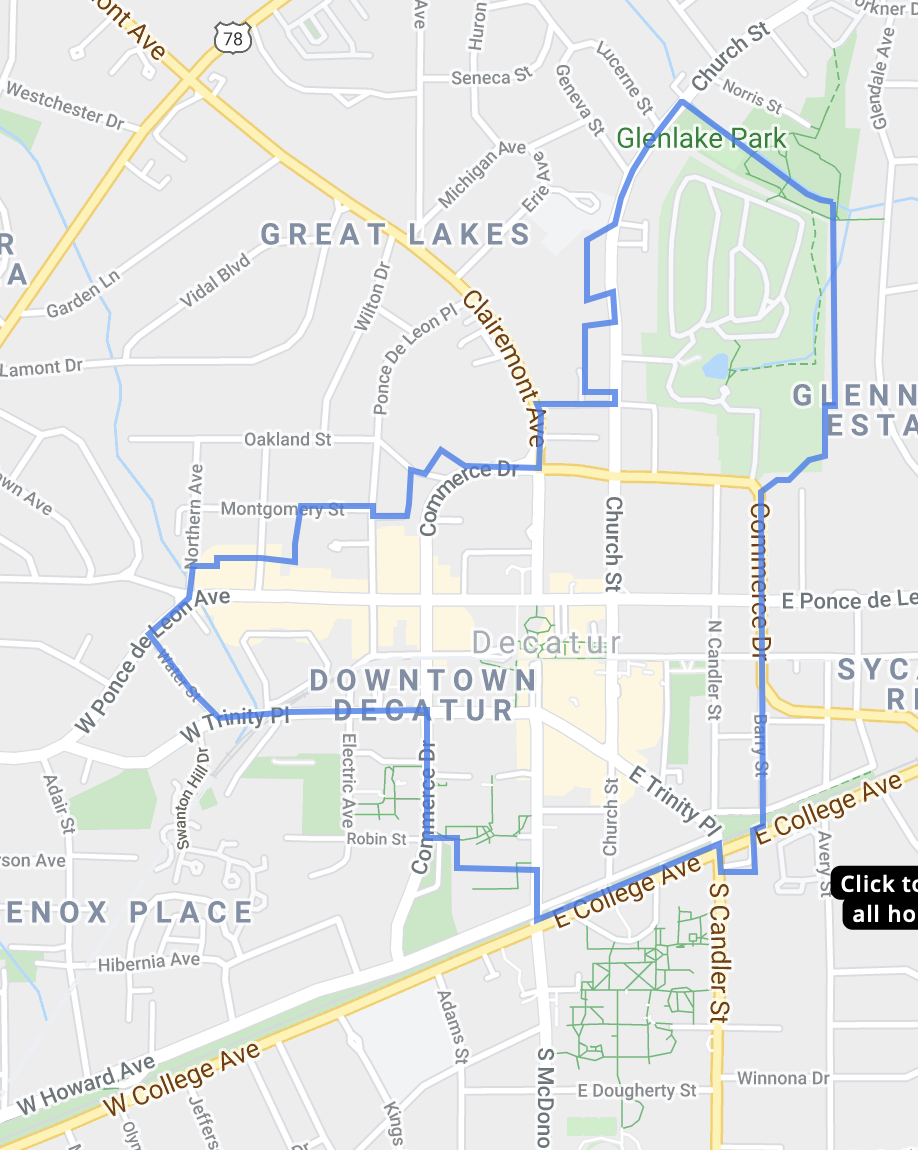 Church St
orkner D
ont Ave
78
Ave
Huron
Lucerne St
Seneca St
Geneva St
Norris St
Glendale Ave
Westchester Dr
Glenlake Park
Michigan Ave
Erie Ave
GREAT LAKES
R
A
Garden Ln
Vidal Blvd
Wilton Dr
Clairemont Ave
Ponce De Leon Pl
Lamont Dr
GLENN
ESTA
Oakland St
Commerce Dr
own Ave
Northern Ave
Montgomery St
Church St
Commerce Dr
W Ponce de Leon Ave
E Ponce de Le
N Candler St
Decatur
Water St
DOWNTOWN
DECATUR
SYCA
RI
W Trinity Pl
Barry St
Swanton Hill Dr
Electric Ave
Commerce Dr
Adair St
E Trinity Pl
Church St
E College Ave
Robin St
Avery St
rson Ave
E College Ave
Click to
all ho
ENOX PLACE
S Candler St
Hibernia Ave
Adams St
W Howard Ave
W College Ave
S McDono
E Dougherty St
Winnona Dr
Jeffers
Kings
Olyn